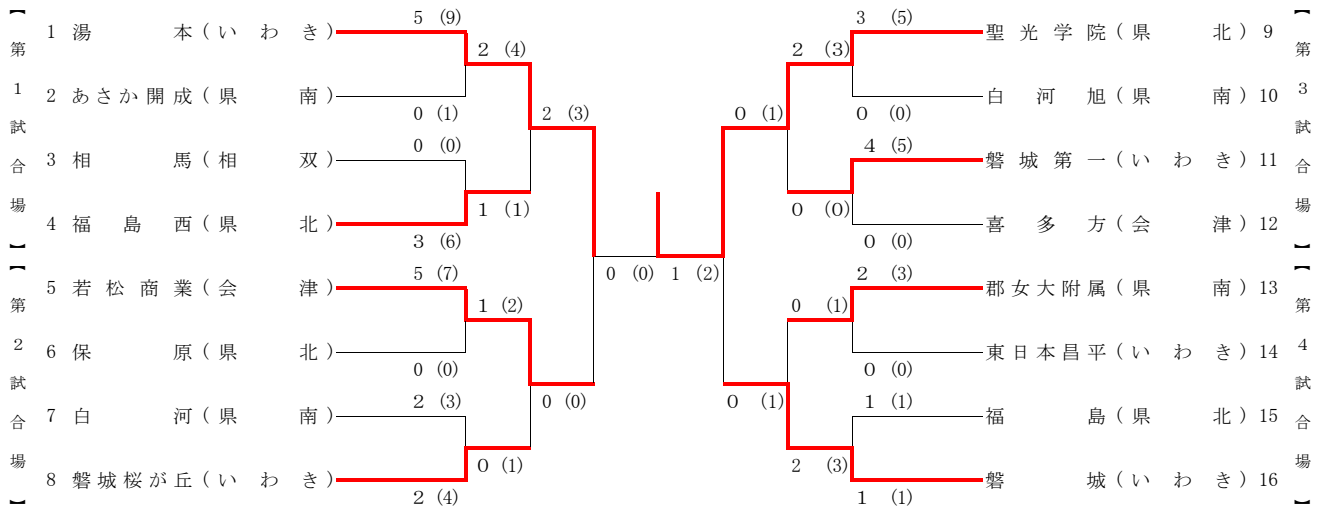 【第1試合場】
5 (9)
1 湯本(いわき)
2 (4)
2 あさか開成(県南)
0 (1)
2 (3)
0 (0)
3 相馬(相双)
1 (1)
4 福島西(県北)
3 (6)
【第2試合場】
5 (7)
5 若松商業(会津)
1 (2)
6 保原(県北)
0 (0)
0 (0)
2 (3)
7 白河(県南)
0 (1)
8 磐城桜が丘(いわき)
2 (4)
0 (0)
1 (2)
【第3試合場】
3 (5)
聖光学院(県北) 9
2 (3)
白河旭(県南) 10
0 (0)
0 (1)
4 (5)
磐城第一(いわき) 11
0 (0)
喜多方(会津) 12
0 (0)
【第4試合場】
2 (3)
郡女大附属(県南) 13
0 (1)
東日本昌平(いわき) 14
0 (0)
0 (1)
1 (1)
福島(県北) 15
2 (3)
磐城(いわき) 16
1 (1)